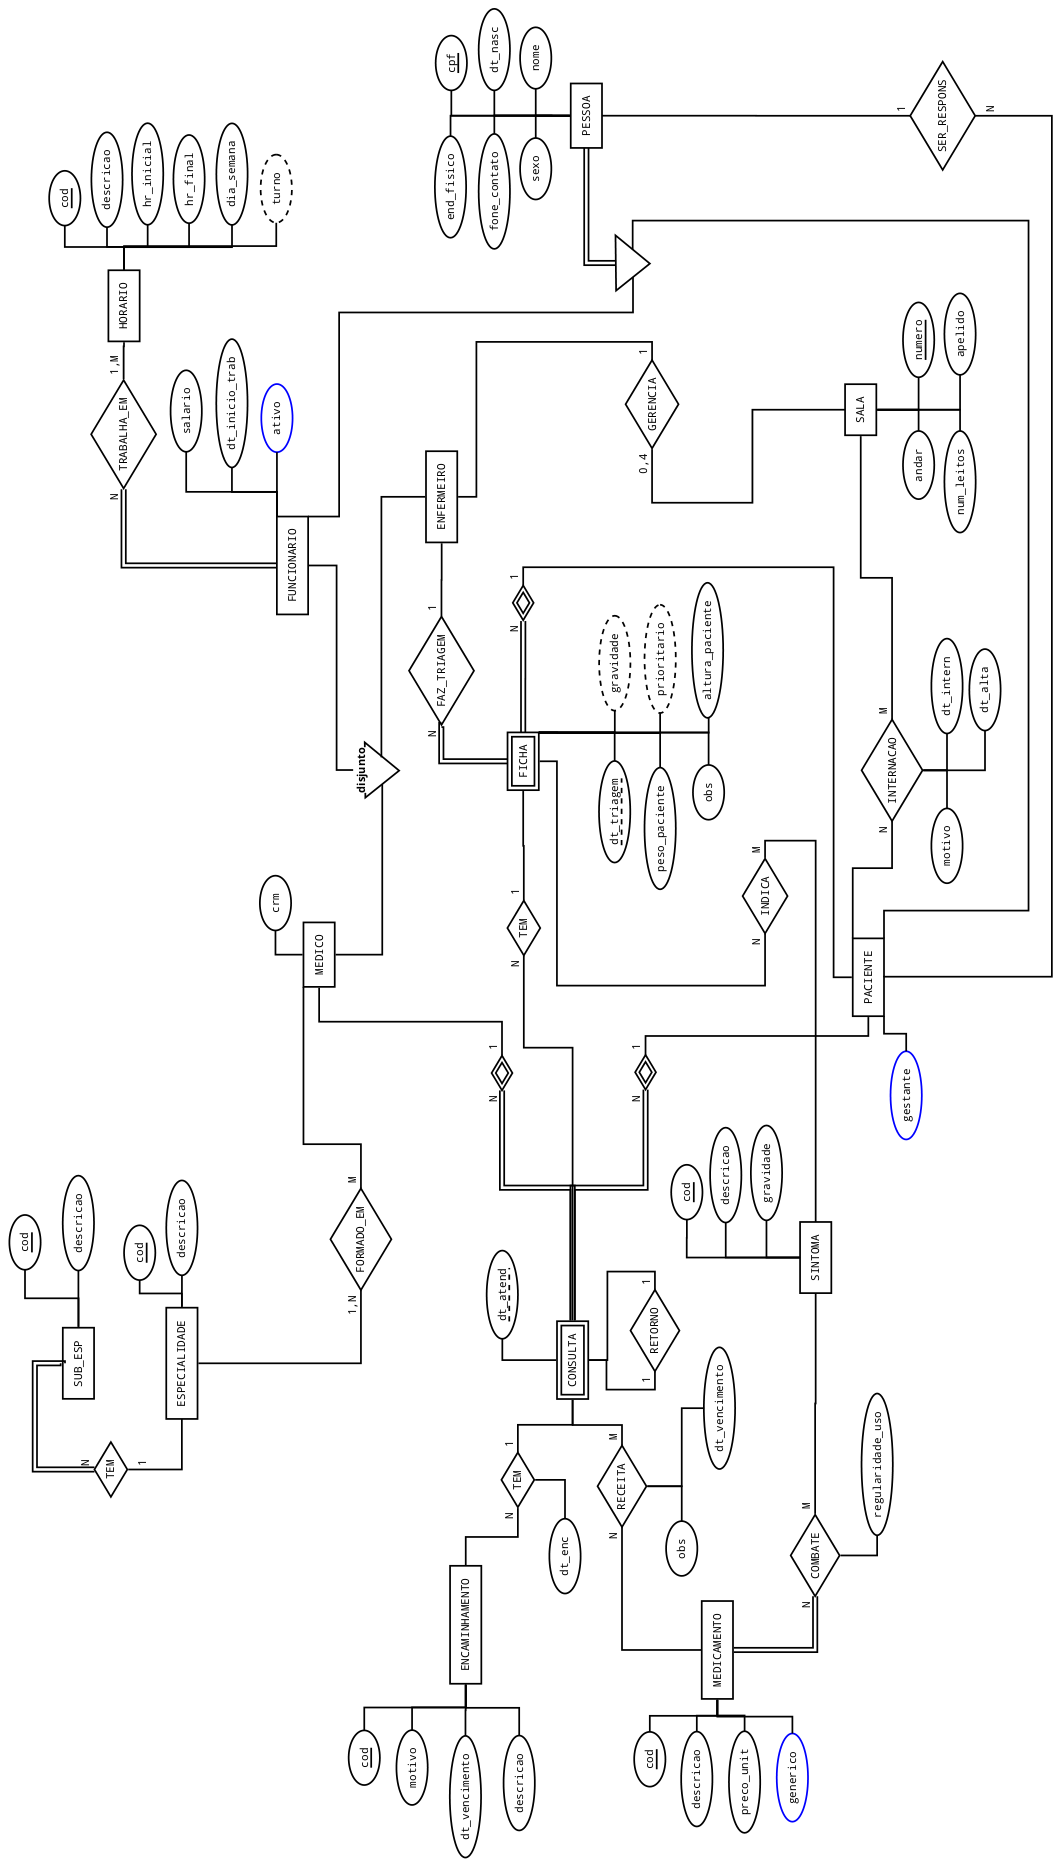 cod
descricao
SUB_ESP
N
TEM
1
cod
descricao
ESPECIALIDADE
1,N
FORMADO_EM
M
crm
MEDICO
cod
descricao
hr_inicial
hr_final
dia_semana
turno
HORARIO
1,M
TRABALHA_EM
N
salario
dt_inicio_trab
ativo
FUNCIONARIO
disjunto
ENFERMEIRO
1
FAZ_TRIAGEM
N
1
GERENCIA
0,4
cpf
dt_nasc
nome
end_fisico
fone_contato
sexo
PESSOA
1
SER_RESPONS
N
numero
apelido
andar
num_leitos
SALA
M
INTERNACAO
N
dt_intern
dt_alta
motivo
PACIENTE
gestante
1
N
FICHA
gravidade
prioritario
altura_paciente
dt_triagem
peso_paciente
obs
1
TEM
N
M
INDICA
N
1
N
1
N
cod
descricao
gravidade
SINTOMA
dt_atend
CONSULTA
1
RETORNO
1
1
TEM
N
dt_enc
M
RECEITA
N
dt_vencimento
obs
M
COMBATE
N
regularidade_uso
ENCAMINHAMENTO
cod
motivo
dt_vencimento
descricao
MEDICAMENTO
cod
descricao
preco_unit
generico